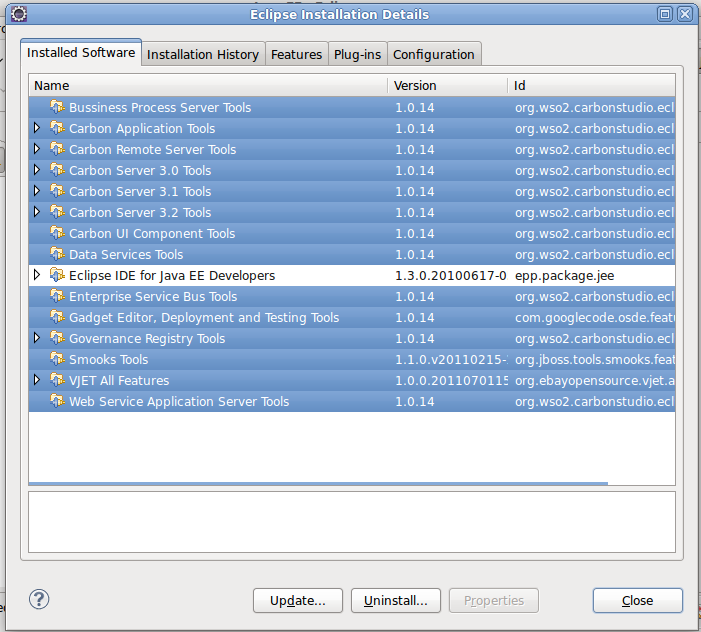 Eclipse Installation Details
Installed Software Installation History Features Plug-ins Configuration
Name Version Id
Bussiness Process Server Tools 1.0.14 org.wso2.carbonstudio.ecl
Carbon Application Tools 1.0.14 org.wso2.carbonstudio.ecl
Carbon Remote Server Tools 1.0.14 org.wso2.carbonstudio.ecl
Carbon Server 3.0 Tools 1.0.14 org.wso2.carbonstudio.ecl
Carbon Server 3.1 Tools 1.0.14 org.wso2.carbonstudio.ecl
Carbon Server 3.2 Tools 1.0.14 org.wso2.carbonstudio.ecl
Carbon UI Component Tools 1.0.14 org.wso2.carbonstudio.ecl
Data Services Tools 1.0.14 org.wso2.carbonstudio.ecl
Eclipse IDE for Java EE Developers 1.3.0.20100617-0 epp.package.jee
Enterprise Service Bus Tools 1.0.14 org.wso2.carbonstudio.ecl
Gadget Editor, Deployment and Testing Tools 1.0.14 com.googlecode.osde.featu
Governance Registry Tools 1.0.14 org.wso2.carbonstudio.ecl
Smooks Tools 1.1.0.v20110215- org.jboss.tools.smooks.feat
VJET All Features 1.0.0.2011070115 org.ebayopensource.vjet.a
Web Service Application Server Tools 1.0.14 org.wso2.carbonstudio.ecl
? Update... Uninstall... Properties Close